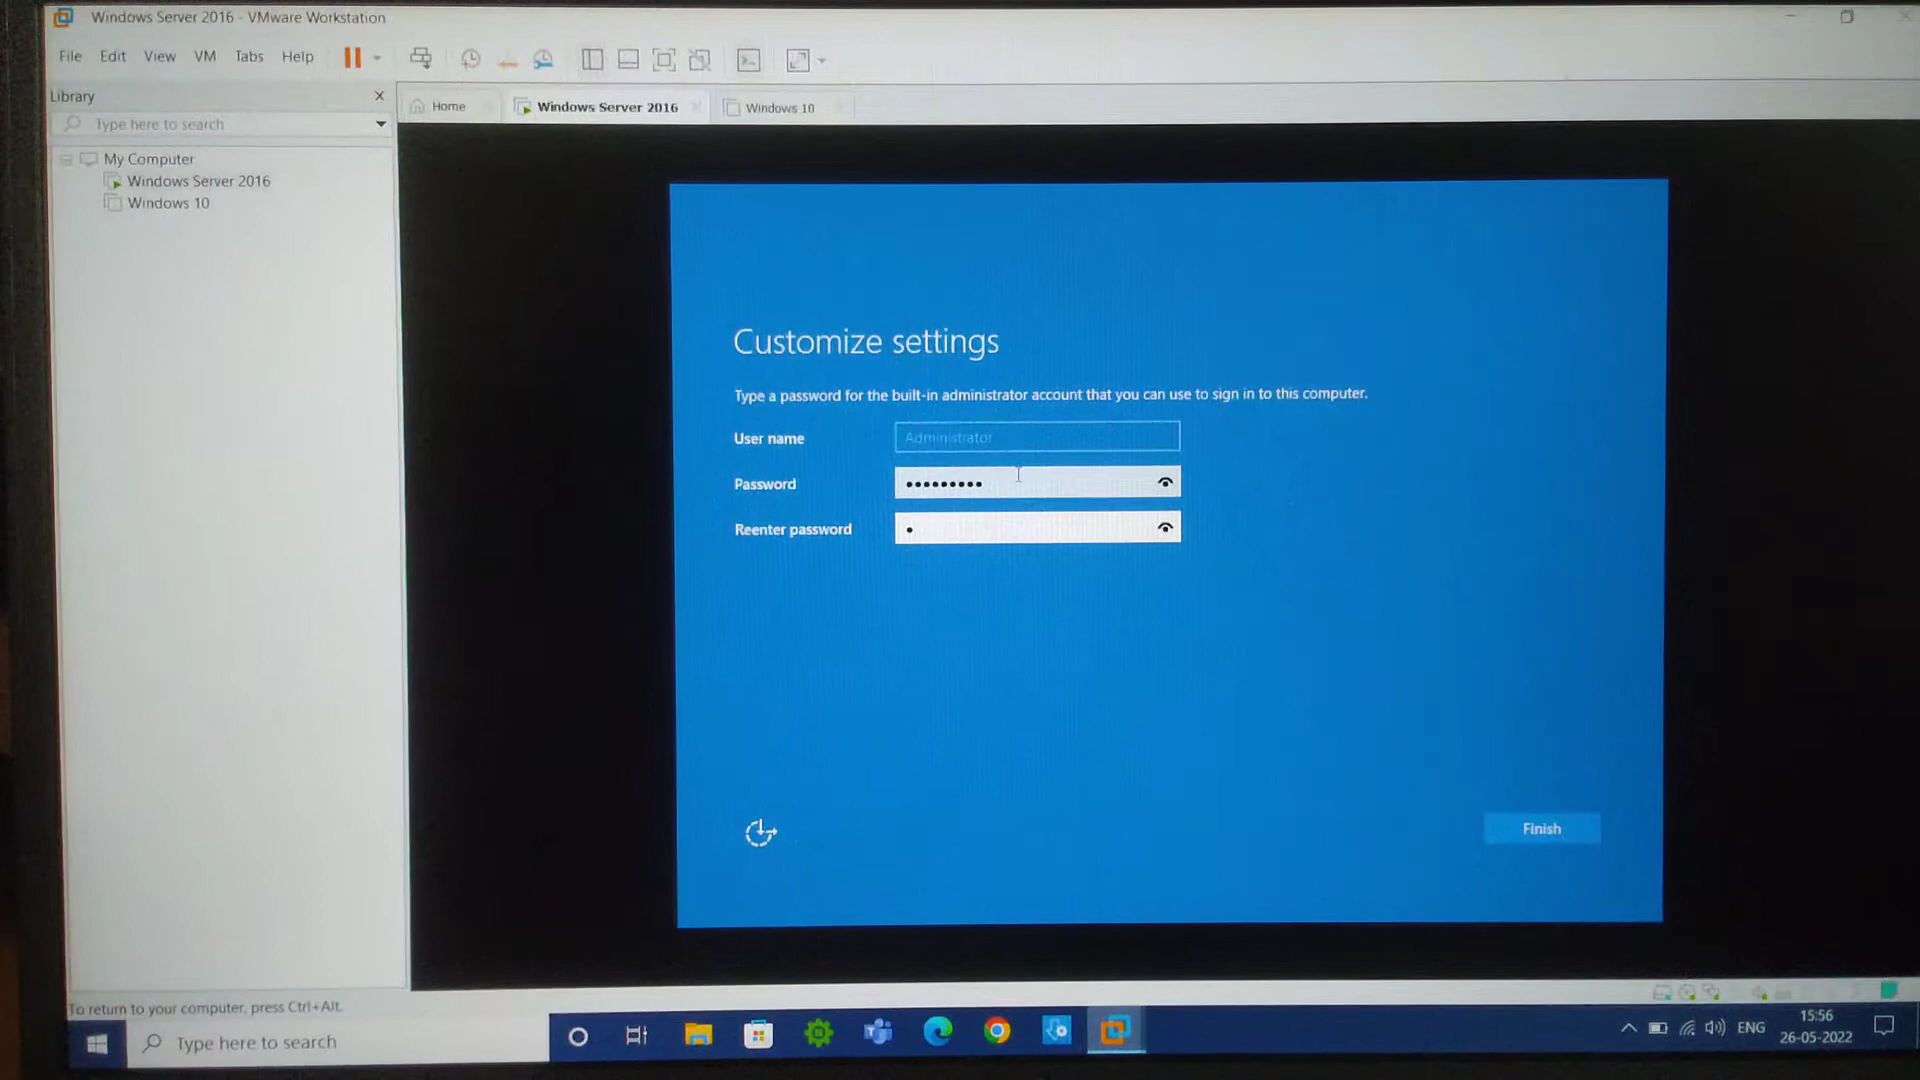 Windows Server 2016 - VMware Workstation
File Edit View VM Tabs Help
Library
Type here to search
My Computer
Windows Server 2016
Windows 10
Home
Windows Server 2016
Windows 10
Customize settings
Type a password for the built-in administrator account that you can use to sign in to this computer.
User name
Administrator
Password
Reenter password
Finish
To return to your computer, press Ctrl+Alt.
Type here to search
ENG
15:56
26-05-2022